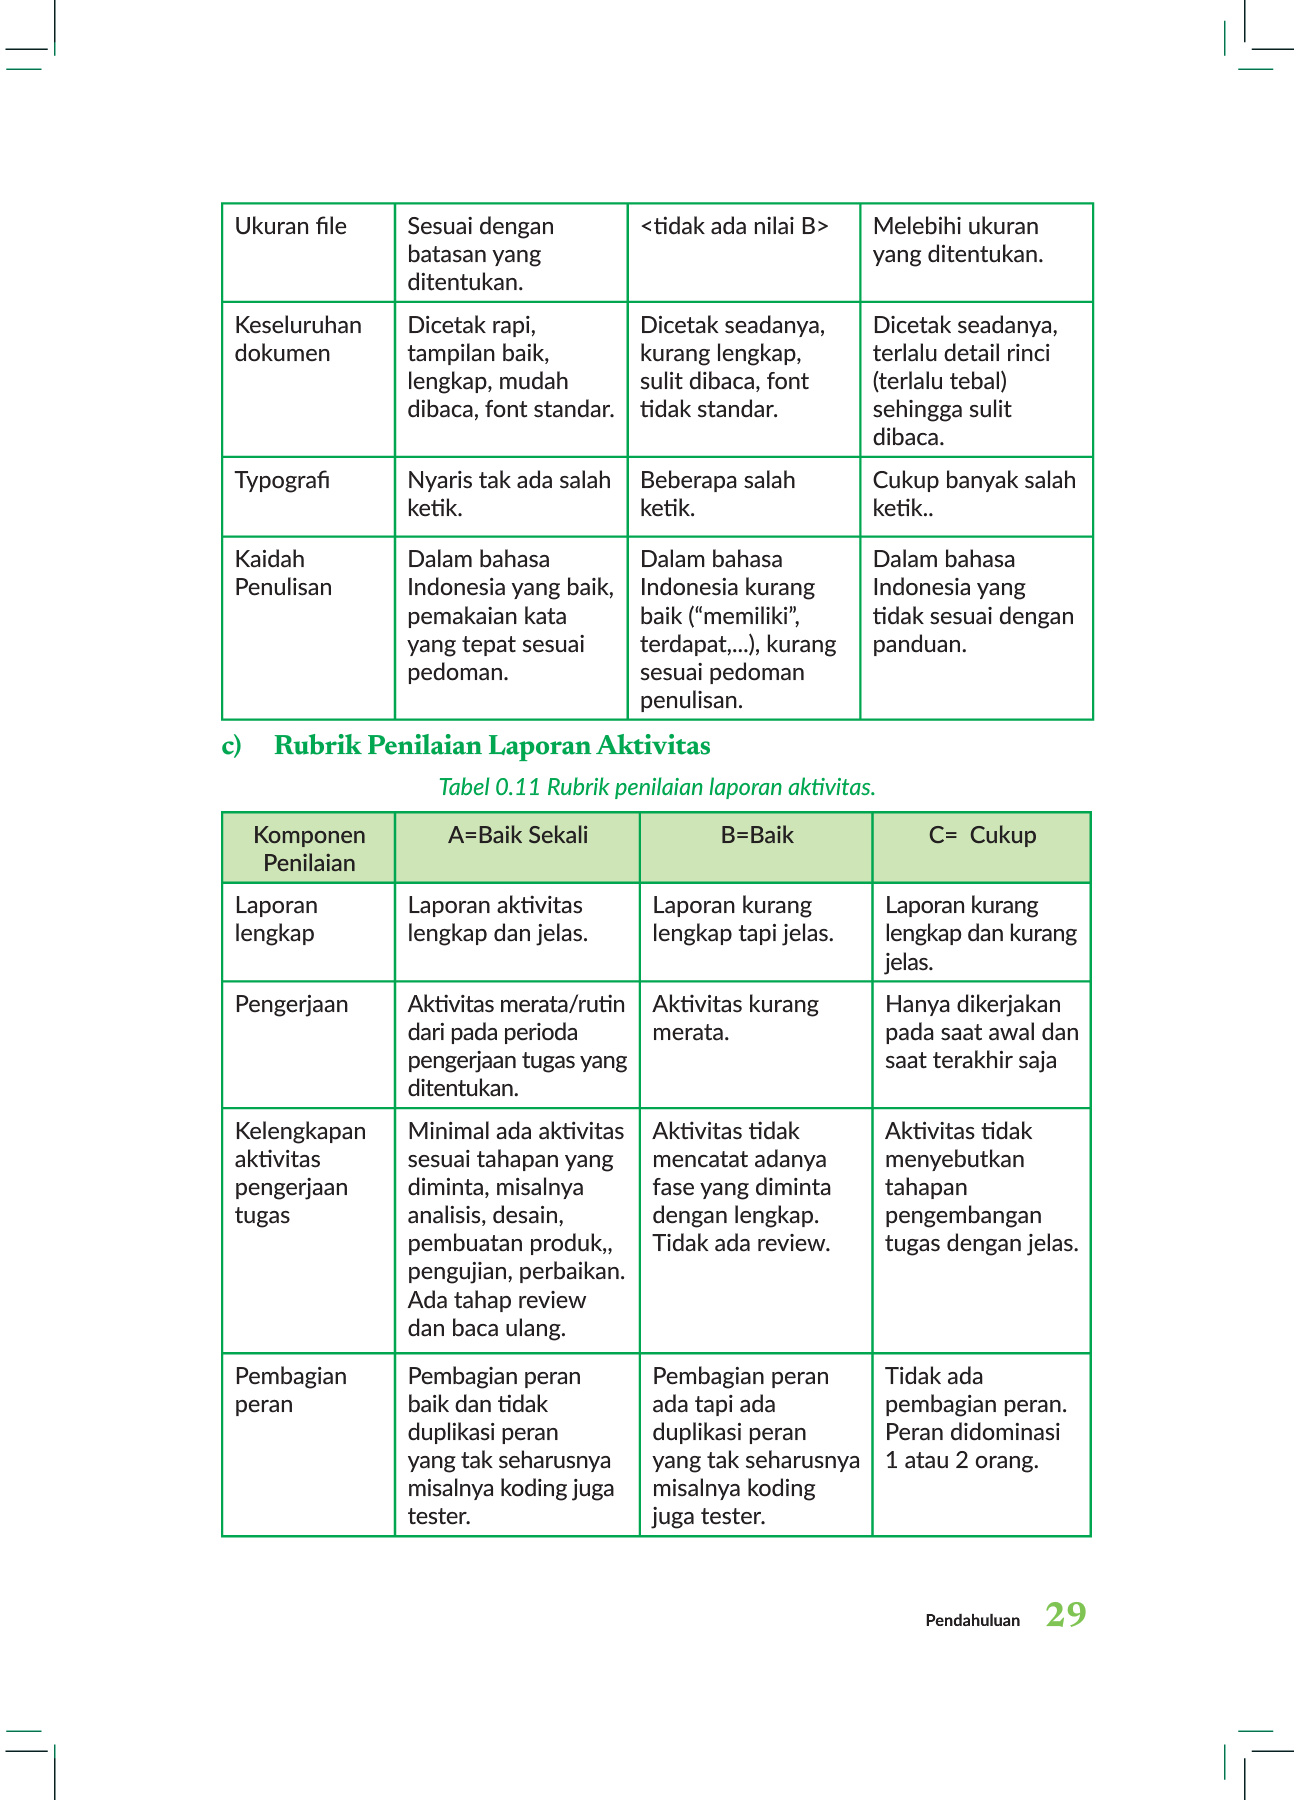 Ukuran file
Sesuai dengan
batasan yang
ditentukan.
<tidak ada nilai B>
Melebihi ukuran
yang ditentukan.
Keseluruhan
dokumen
Dicetak rapi,
tampilan baik,
lengkap, mudah
dibaca, font standar.
Dicetak seadanya,
kurang lengkap,
sulit dibaca, font
tidak standar.
Dicetak seadanya,
terlalu detail rinci
(terlalu tebal)
sehingga sulit
dibaca.
Typografi
Nyaris tak ada salah
ketik.
Beberapa salah
ketik.
Cukup banyak salah
ketik..
Kaidah
Penulisan
Dalam bahasa
Indonesia yang baik,
pemakaian kata
yang tepat sesuai
pedoman.
Dalam bahasa
Indonesia kurang
baik (“memiliki”,
terdapat,...), kurang
sesuai pedoman
penulisan.
Dalam bahasa
Indonesia yang
tidak sesuai dengan
panduan.
c) Rubrik Penilaian Laporan Aktivitas
Tabel 0.11 Rubrik penilaian laporan aktivitas.
Komponen
Penilaian
A=Baik Sekali
B=Baik
C= Cukup
Laporan
lengkap
Laporan aktivitas
lengkap dan jelas.
Laporan kurang
lengkap tapi jelas.
Laporan kurang
lengkap dan kurang
jelas.
Pengerjaan
Aktivitas merata/rutin
dari pada perioda
pengerjaan tugas yang
ditentukan.
Aktivitas kurang
merata.
Hanya dikerjakan
pada saat awal dan
saat terakhir saja
Kelengkapan
aktivitas
pengerjaan
tugas
Minimal ada aktivitas
sesuai tahapan yang
diminta, misalnya
analisis, desain,
pembuatan produk,,
pengujian, perbaikan.
Ada tahap review
dan baca ulang.
Aktivitas tidak
mencatat adanya
fase yang diminta
dengan lengkap.
Tidak ada review.
Aktivitas tidak
menyebutkan
tahapan
pengembangan
tugas dengan jelas.
Pembagian
peran
Pembagian peran
baik dan tidak
duplikasi peran
yang tak seharusnya
misalnya koding juga
tester.
Pembagian peran
ada tapi ada
duplikasi peran
yang tak seharusnya
misalnya koding
juga tester.
Tidak ada
pembagian peran.
Peran didominasi
1 atau 2 orang.
Pendahuluan 29